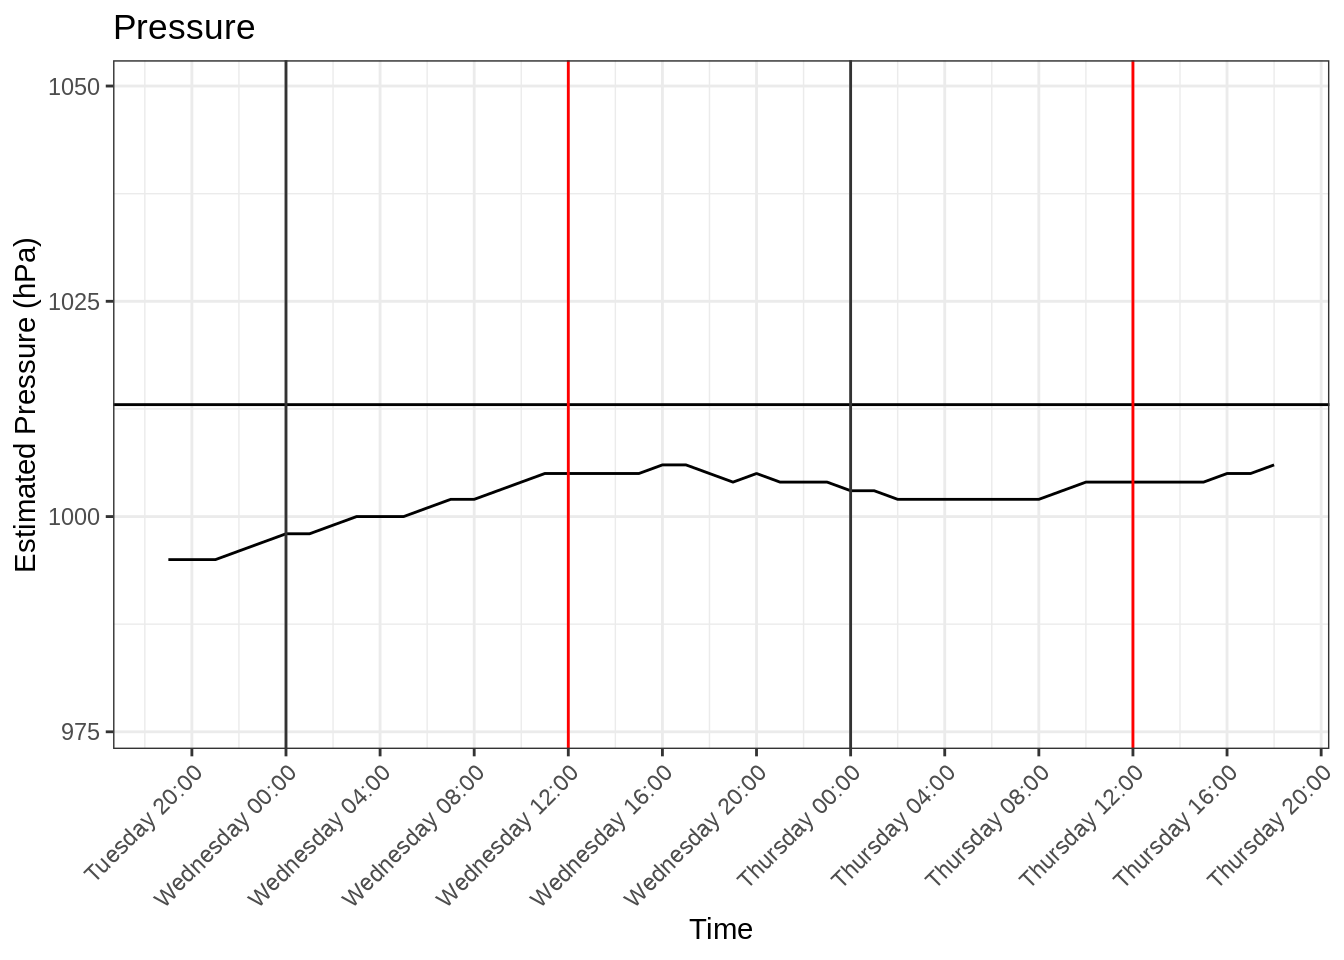 Pressure
Estimated Pressure (hPa)
1050
1025
1000
975
Tuesday 20:00
Wednesday 00:00
Wednesday 04:00
Wednesday 08:00
Wednesday 12:00
Wednesday 16:00
Wednesday 20:00
Thursday 00:00
Thursday 04:00
Thursday 08:00
Thursday 12:00
Thursday 16:00
Thursday 20:00
Time